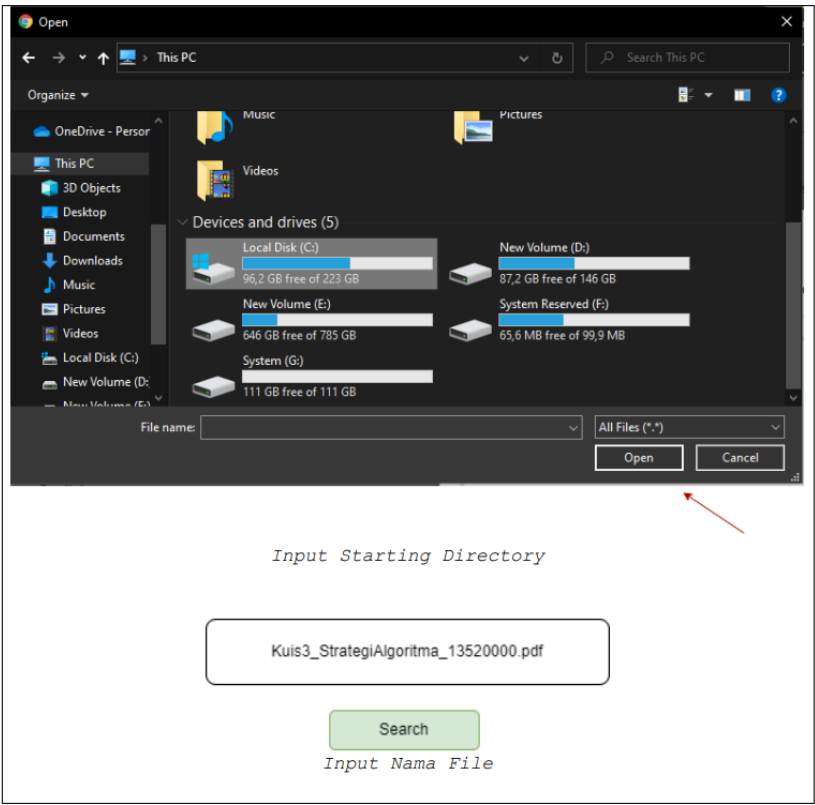 Open
This PC
Search This PC
Organize
OneDrive - Person
This PC
3D Objects
Desktop
Documents
Downloads
Music
Pictures
Videos
Local Disk (C:)
New Volume (D:
New Volume (E:)
Music
Pictures
Videos
Devices and drives (5)
Local Disk (C:)
96,2 GB free of 223 GB
New Volume (D:)
87,2 GB free of 146 GB
New Volume (E:)
646 GB free of 785 GB
System Reserved (F:)
65,6 MB free of 99,9 MB
System (G:)
111 GB free of 111 GB
File name:
All Files (*.*)
Open
Cancel
Input Starting Directory
Kuis3_StrategiAlgoritma_13520000.pdf
Search
Input Nama File